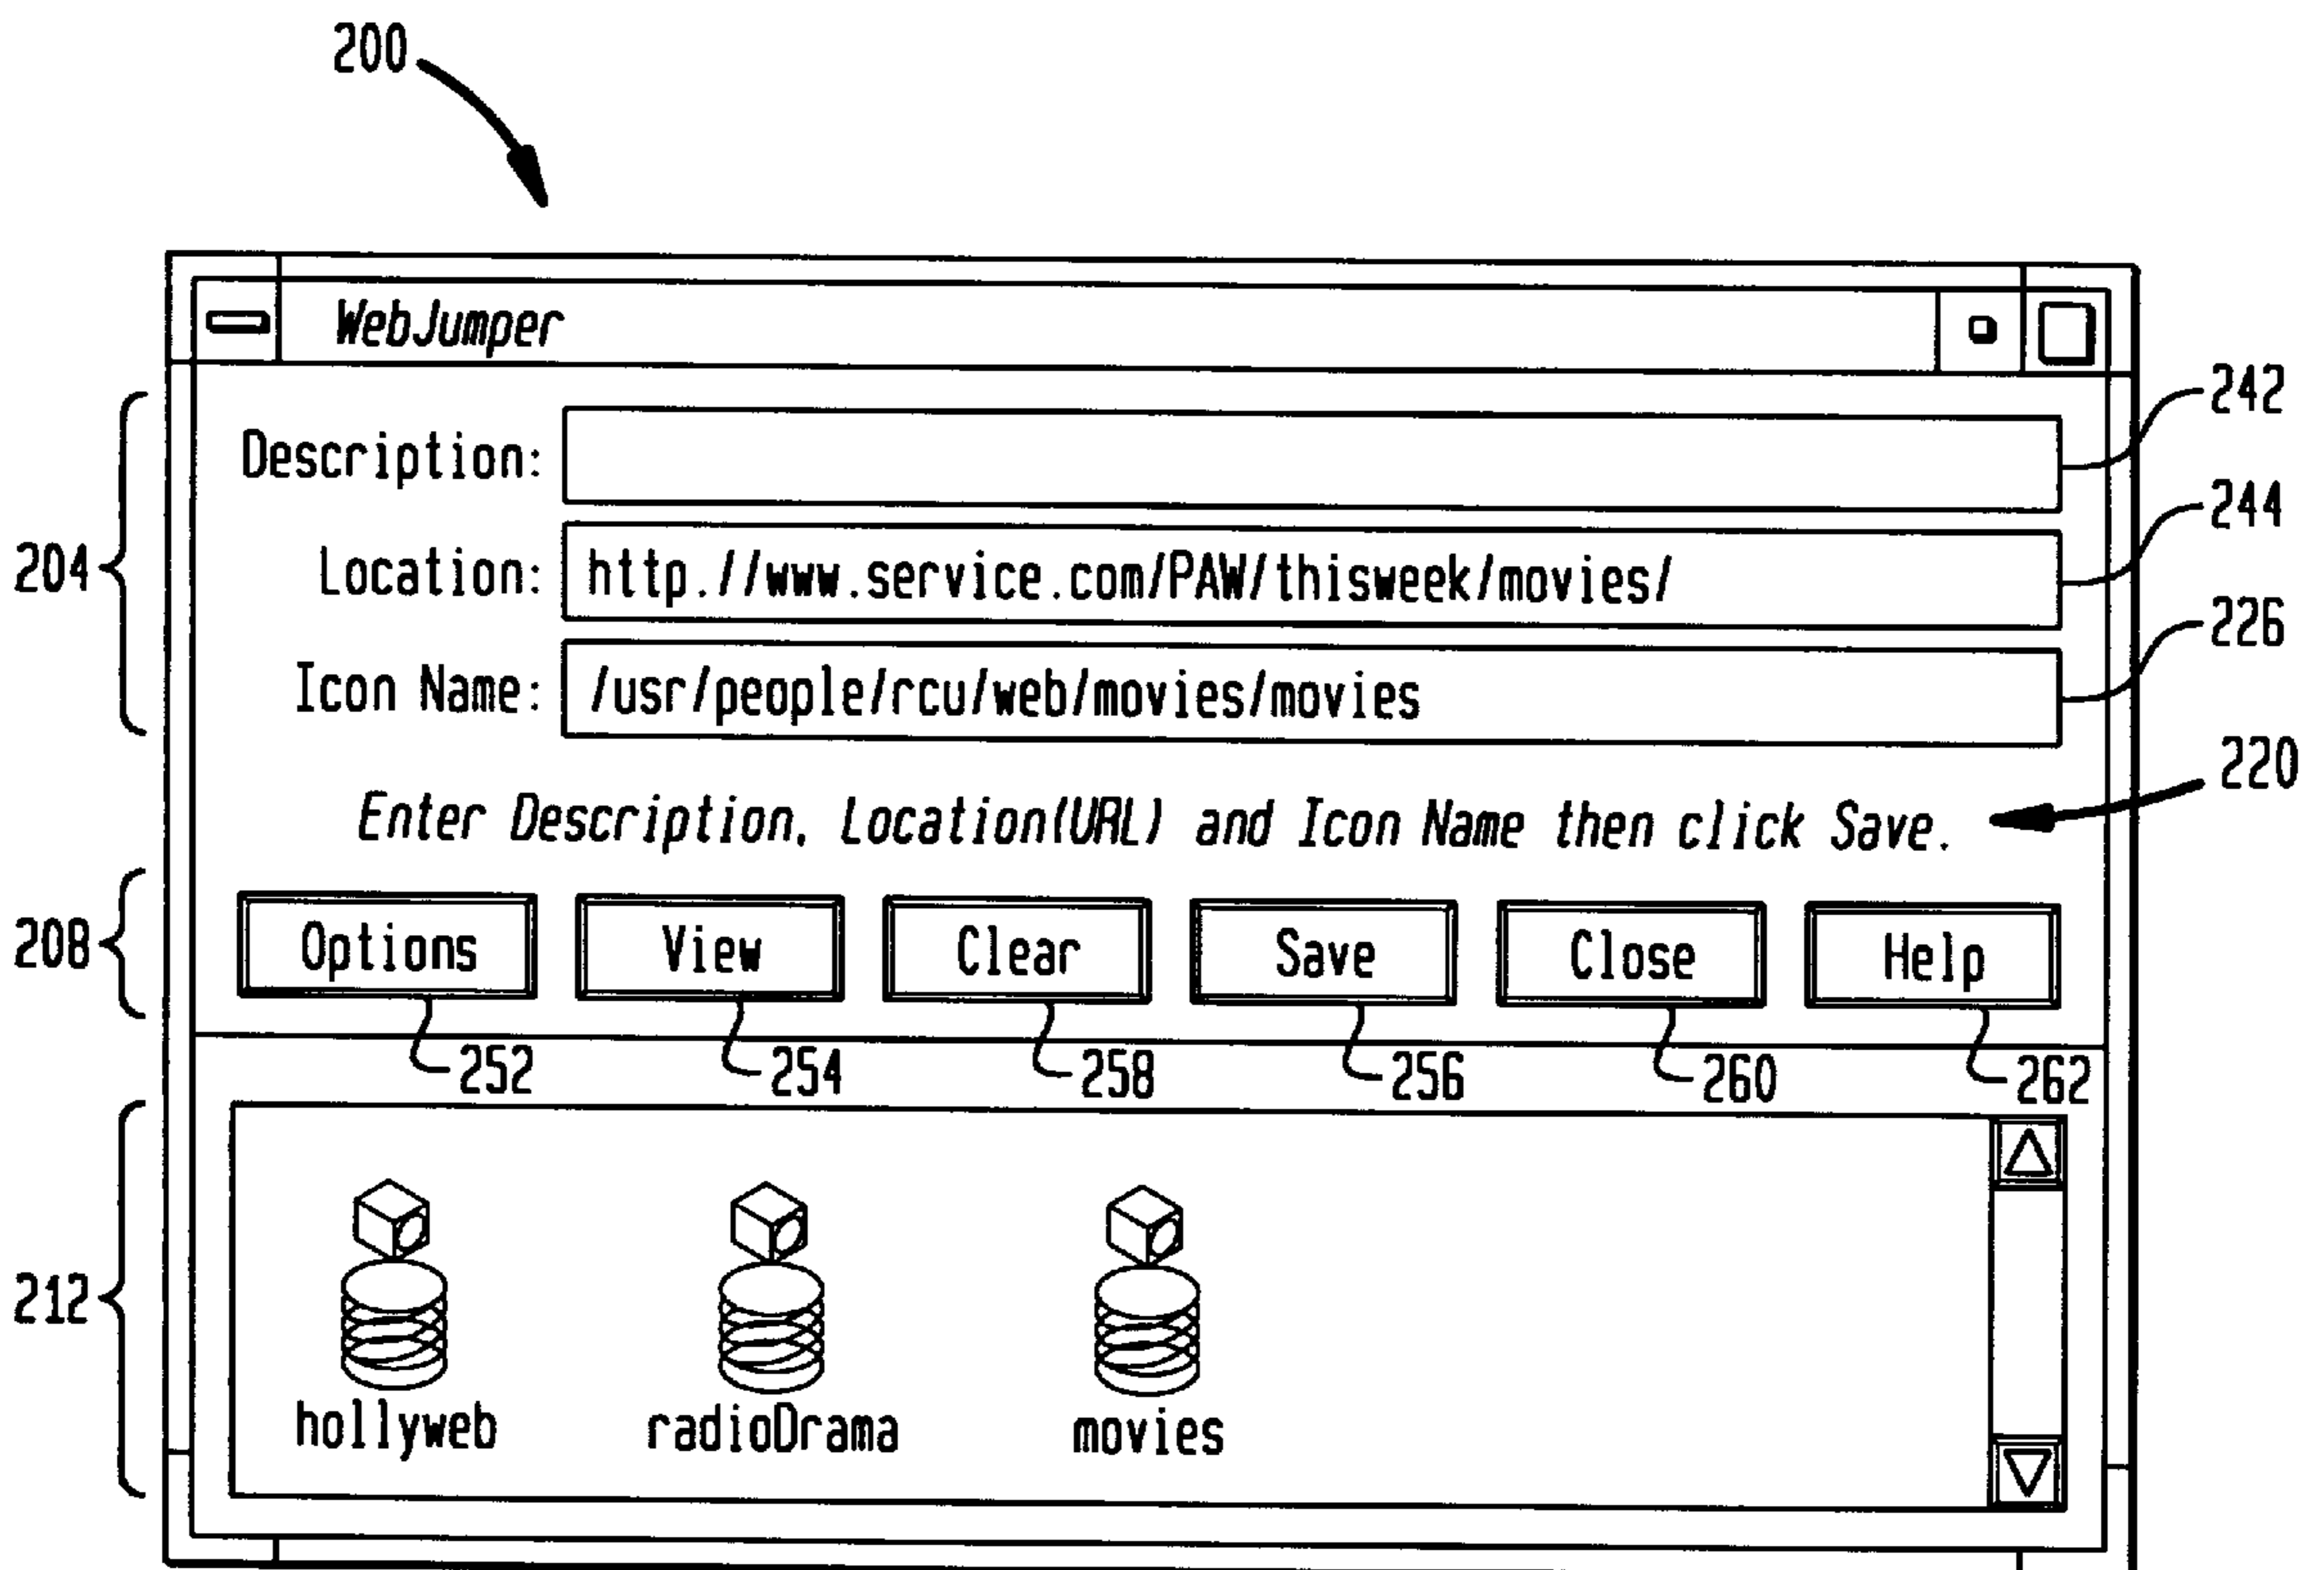 200
WebJumper
242
Description:
244
204
Location: http.//www.service.com/PAW/thisweek/movies/
226
Icon Name: /usr/people/rcu/web/movies/movies
220
Enter Description, Location(URL) and Icon Name then click Save.
208
Options View Clear Save Close Help
252 254 258 256 260 262
212
hollyweb radioDrama movies